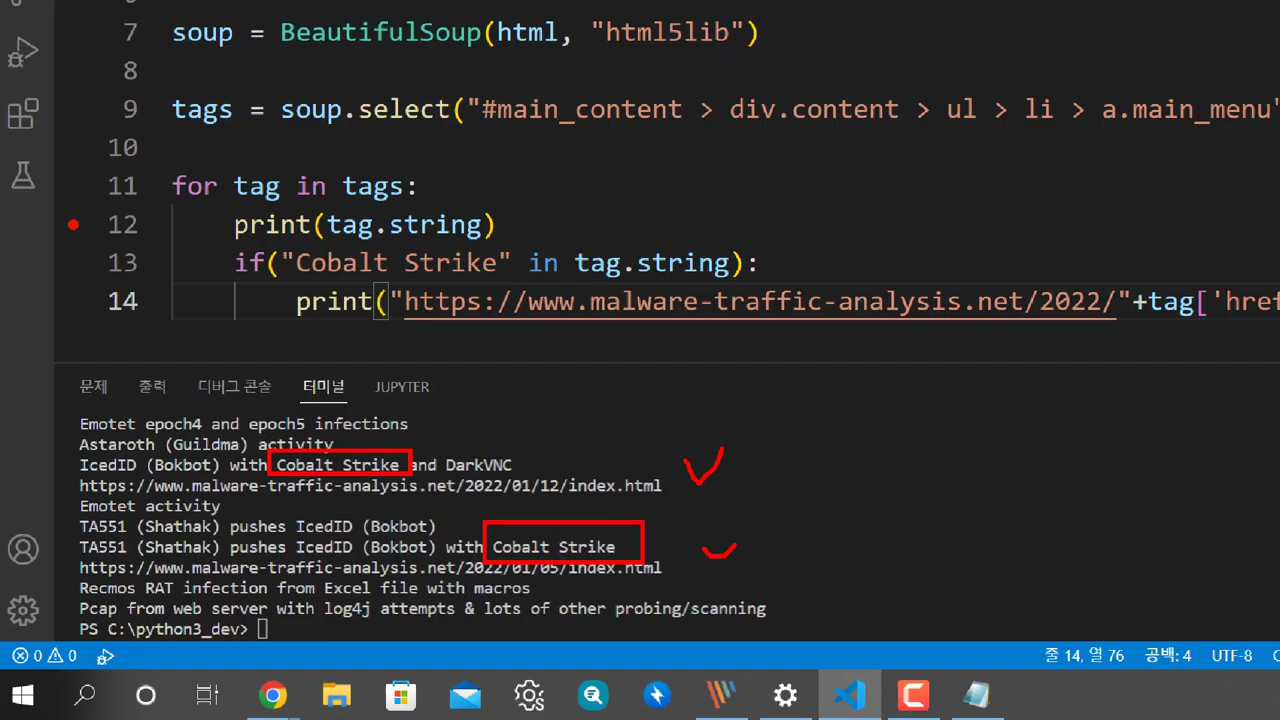 7 soup = BeautifulSoup(html, "html5lib")
8
9 tags = soup.select("#main_content > div.content > ul > li > a.main_menu"
10
11 for tag in tags:
12 print(tag.string)
13 if("Cobalt Strike" in tag.string):
14 print("https://www.malware-traffic-analysis.net/2022/"+tag['href
문제 출력 디버그 콘솔 터미널 JUPYTER
Emotet epoch4 and epoch5 infections
Astaroth (Guildma) activity
IcedID (Bokbot) with Cobalt Strike and DarkVNC
https://www.malware-traffic-analysis.net/2022/01/12/index.html
Emotet activity
TA551 (Shathak) pushes IcedID (Bokbot)
TA551 (Shathak) pushes IcedID (Bokbot) with Cobalt Strike
https://www.malware-traffic-analysis.net/2022/01/05/index.html
Recmos RAT infection from Excel file with macros
Pcap from web server with log4j attempts & lots of other probing/scanning
PS C:\python3_dev>
0 0 줄 14, 열 76 공백: 4 UTF-8